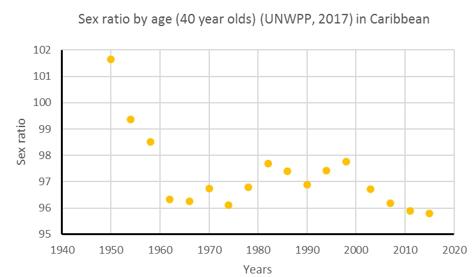 Sex ratio by age (40 year olds) (UNWPP, 2017) in Caribbean
102
101
100
99
98
97
96
95
Sex ratio
1940 1950 1960 1970 1980 1990 2000 2010 2020
Years